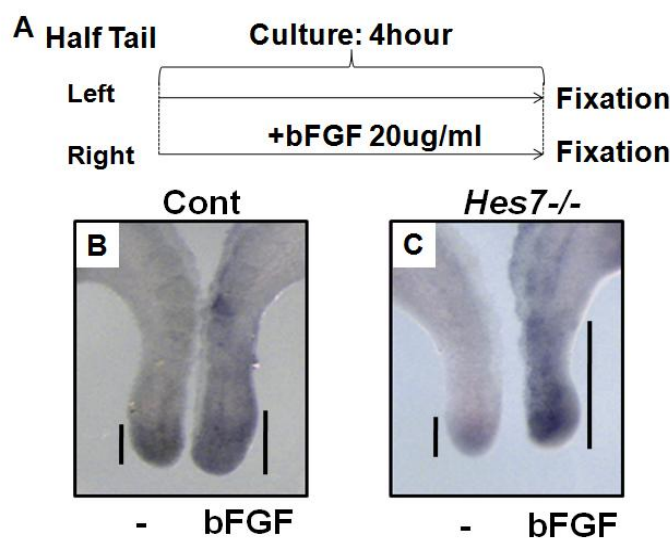 A Half Tail Culture: 4hour
Left Fixation
+bFGF 20ug/ml
Right Fixation
Cont Hes7-/-
B C
- bFGF - bFGF